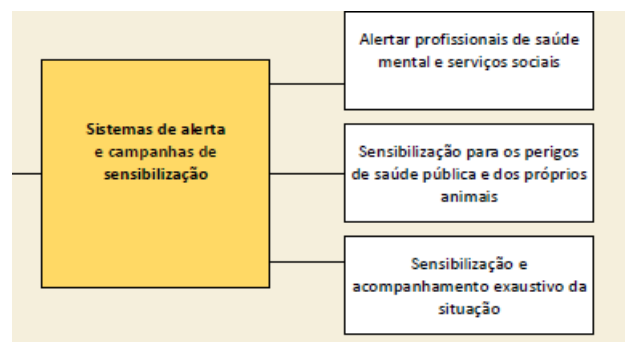 Sistemas de alerta
e campanhas de
sensibilização
Alertar profissionais de saúde
mental e serviços sociais
Sensibilização para os perigos
de saúde pública e dos próprios
animais
Sensibilização e
acompanhamento exaustivo da
situação